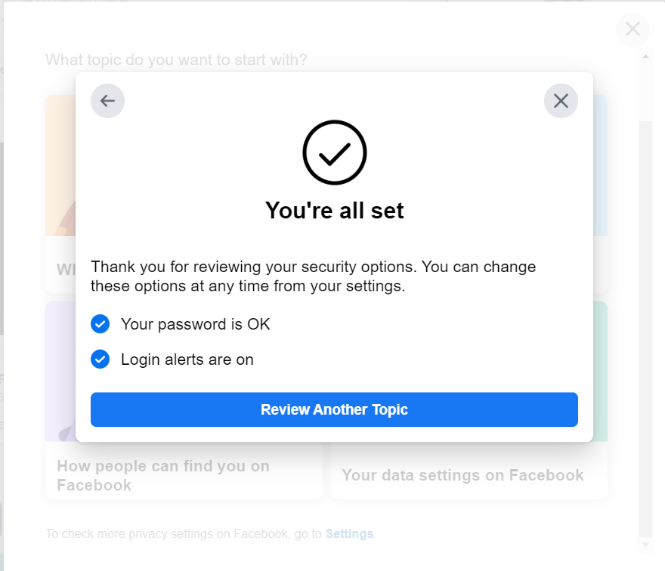 What topic do you want to start with?
You're all set
Thank you for reviewing your security options. You can change
these options at any time from your settings.
Your password is OK
Login alerts are on
Review Another Topic
How people can find you on
Facebook
Your data settings on Facebook
To check more privacy settings on Facebook, go to Settings.